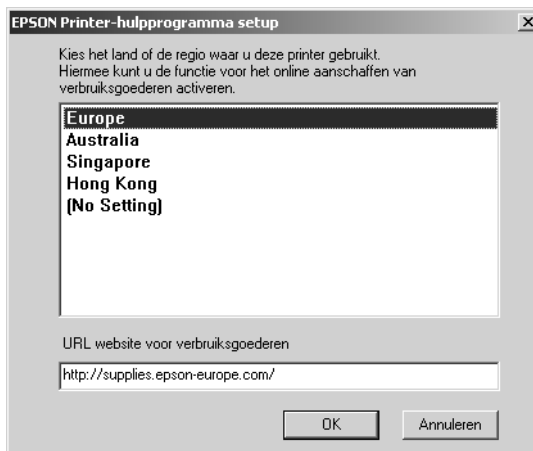 EPSON Printer-hulpprogramma setup
Kies het land of de regio waar u deze printer gebruikt.
Hiermee kunt u de functie voor het online aanschaffen van
verbruiksgoederen activeren.
Europe
Australia
Singapore
Hong Kong
(No Setting)
URL website voor verbruiksgoederen
http://supplies.epson-europe.com/
OK
Annuleren